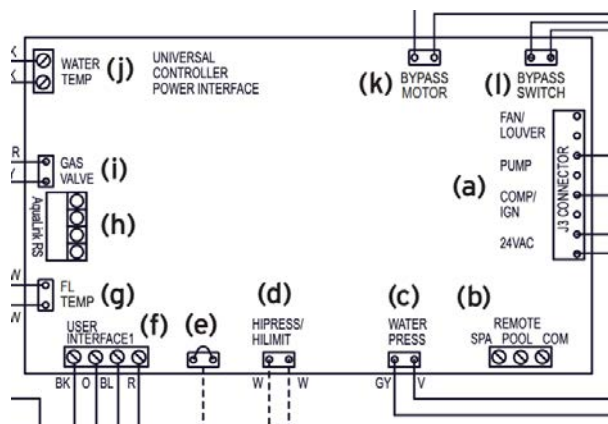 K
WATER
K
TEMP
(j)
UNIVERSAL
CONTROLLER
POWER INTERFACE
(k)
BYPASS
MOTOR
(l)
BYPASS
SWITCH
FAN/
LOUVER
PUMP
COMP/
IGN
24VAC
(a)
J3 CONNECTOR
R
GAS
Y
VALVE
(i)
AquaLink RS
(h)
W
FL
W
TEMP
(g)
USER
INTERFACE1
(f)
BK O BL R
(e)
(d)
HIPRESS/
HILIMIT
W W
(c)
WATER
PRESS
GY V
(b)
REMOTE
SPA POOL COM